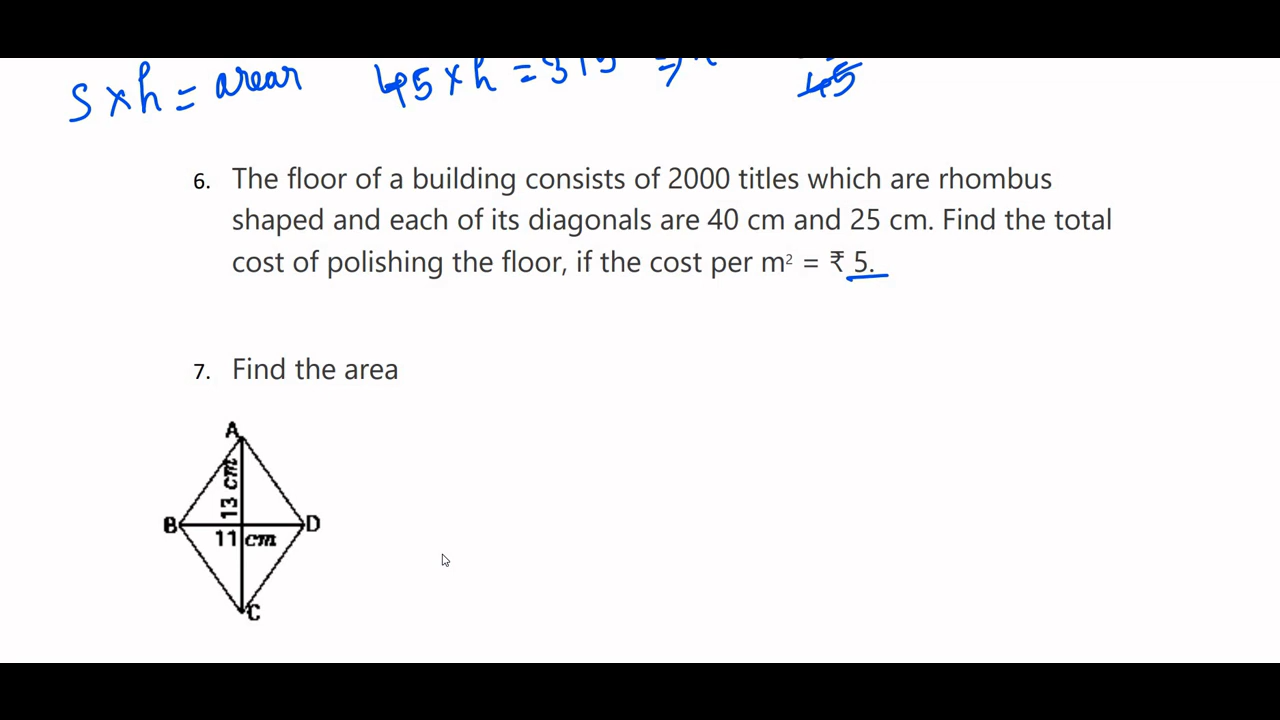 S × h = arear 45 × h = 315 ⇒
45
6. The floor of a building consists of 2000 titles which are rhombus
shaped and each of its diagonals are 40 cm and 25 cm. Find the total
cost of polishing the floor, if the cost per m² = ₹ 5.
7. Find the area
A
13 cm
B D
11 cm
C